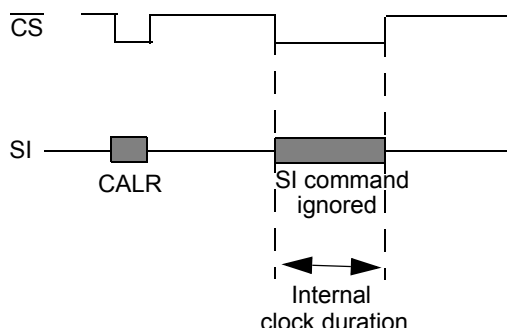 CS
SI
CALR
SI command
ignored
Internal
clock duration